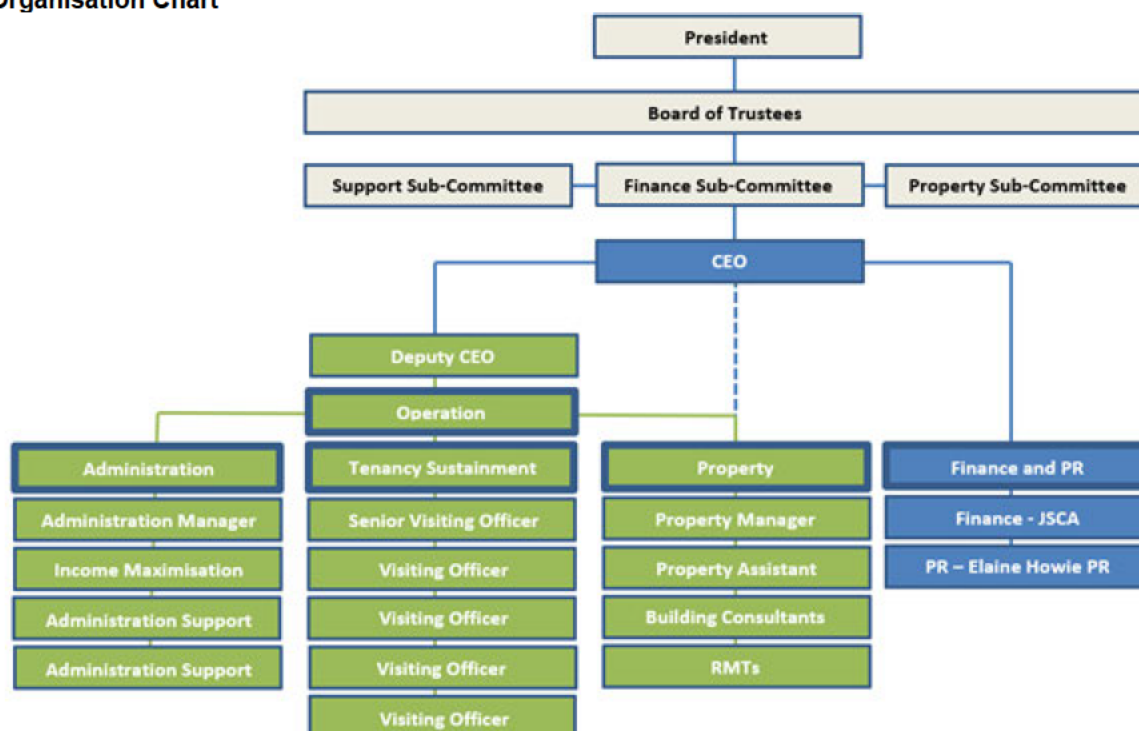 Organisation Chart
President
Board of Trustees
Support Sub-Committee
Finance Sub-Committee
Property Sub-Committee
CEO
Deputy CEO
Operation
Administration
Administration Manager
Income Maximisation
Administration Support
Administration Support
Tenancy Sustainment
Senior Visiting Officer
Visiting Officer
Visiting Officer
Visiting Officer
Visiting Officer
Property
Property Manager
Property Assistant
Building Consultants
RMTs
Finance and PR
Finance - JSCA
PR – Elaine Howie PR